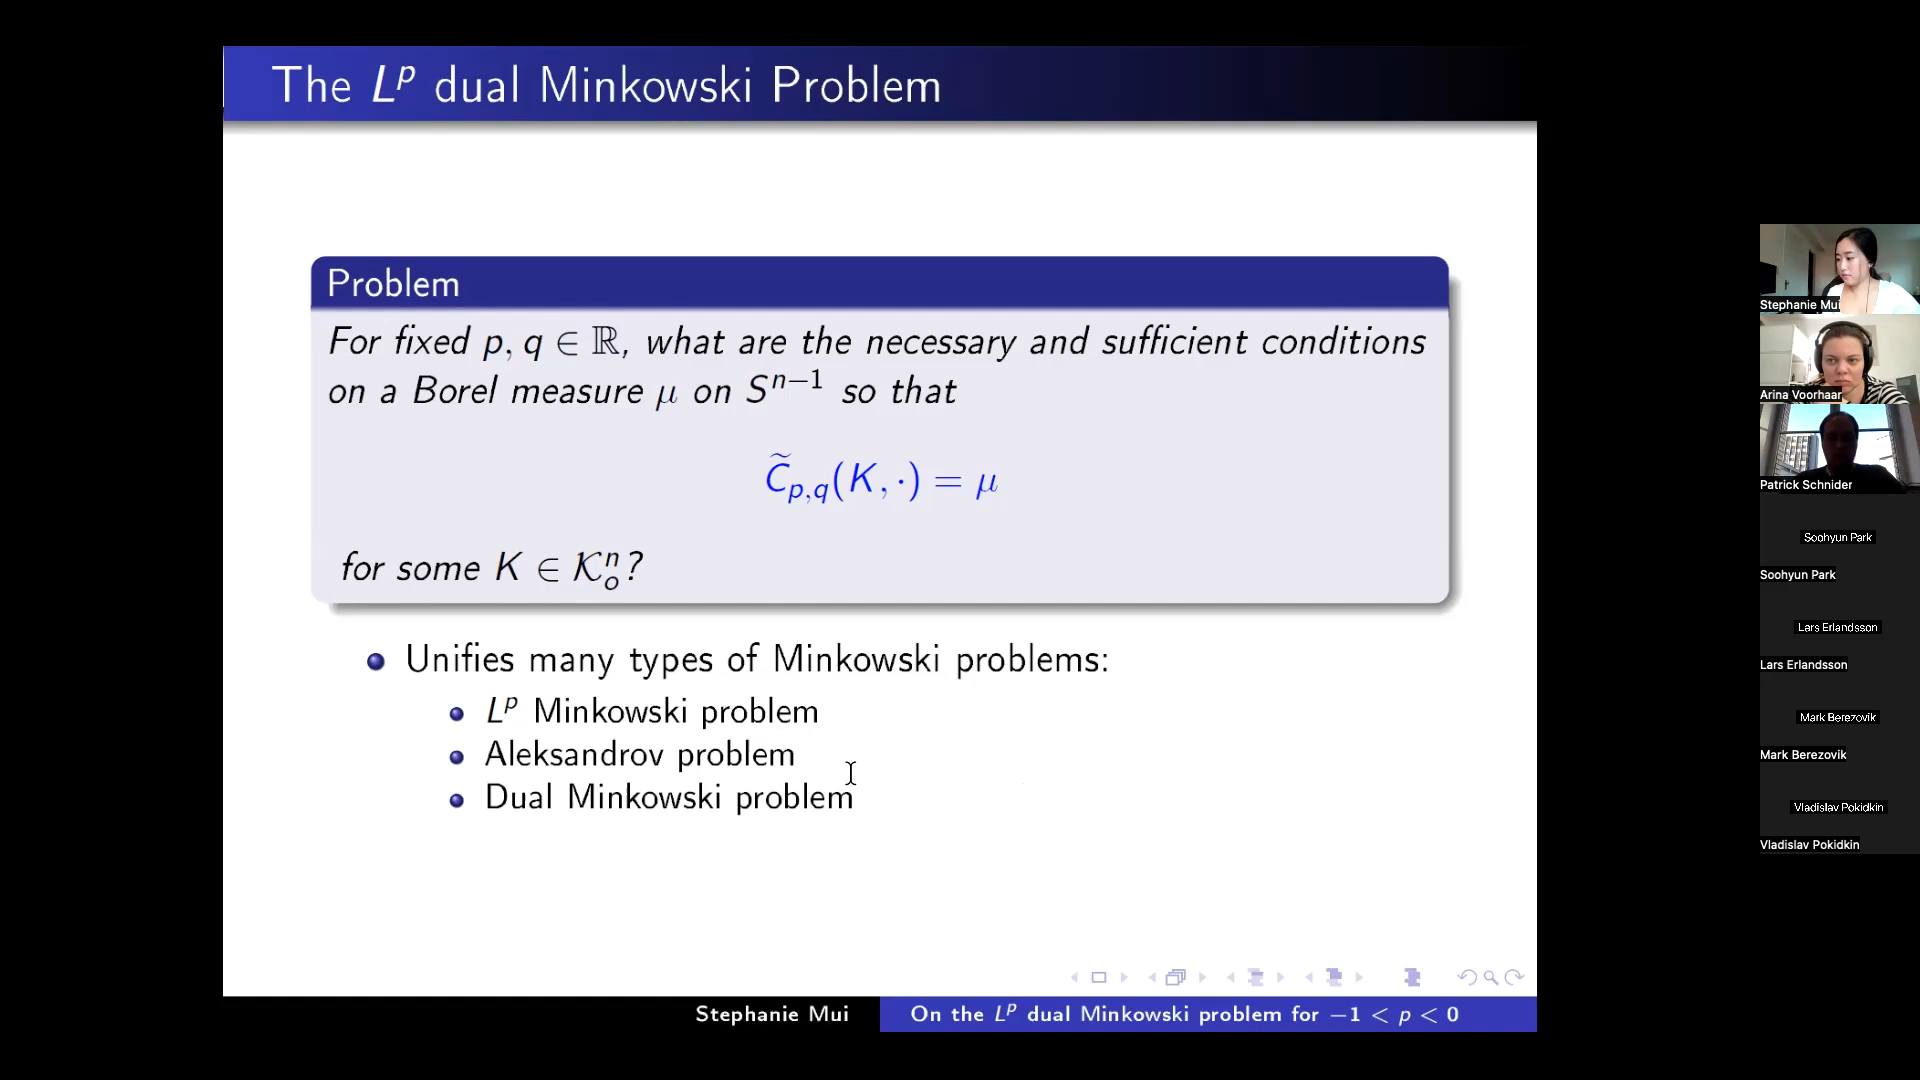 The L^p dual Minkowski Problem
Problem
For fixed p, q ∈ ℝ, what are the necessary and sufficient conditions
on a Borel measure μ on S^{n−1} so that
C̃_{p,q}(K, ·) = μ
for some K ∈ 𝒦_o^n?
Unifies many types of Minkowski problems:
L^p Minkowski problem
Aleksandrov problem
Dual Minkowski problem
Stephanie Mui
On the L^p dual Minkowski problem for −1 < p < 0
Stephanie Mui
Arina Voorhaar
Patrick Schnider
Soohyun Park
Soohyun Park
Lars Erlandsson
Lars Erlandsson
Mark Berezovik
Mark Berezovik
Vladislav Pokidkin
Vladislav Pokidkin